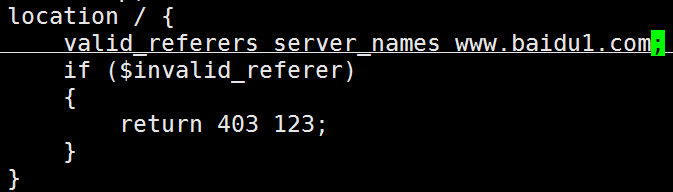 location / {
    valid_referers server_names www.baidu1.com;
    if ($invalid_referer)
    {
        return 403 123;
    }
}